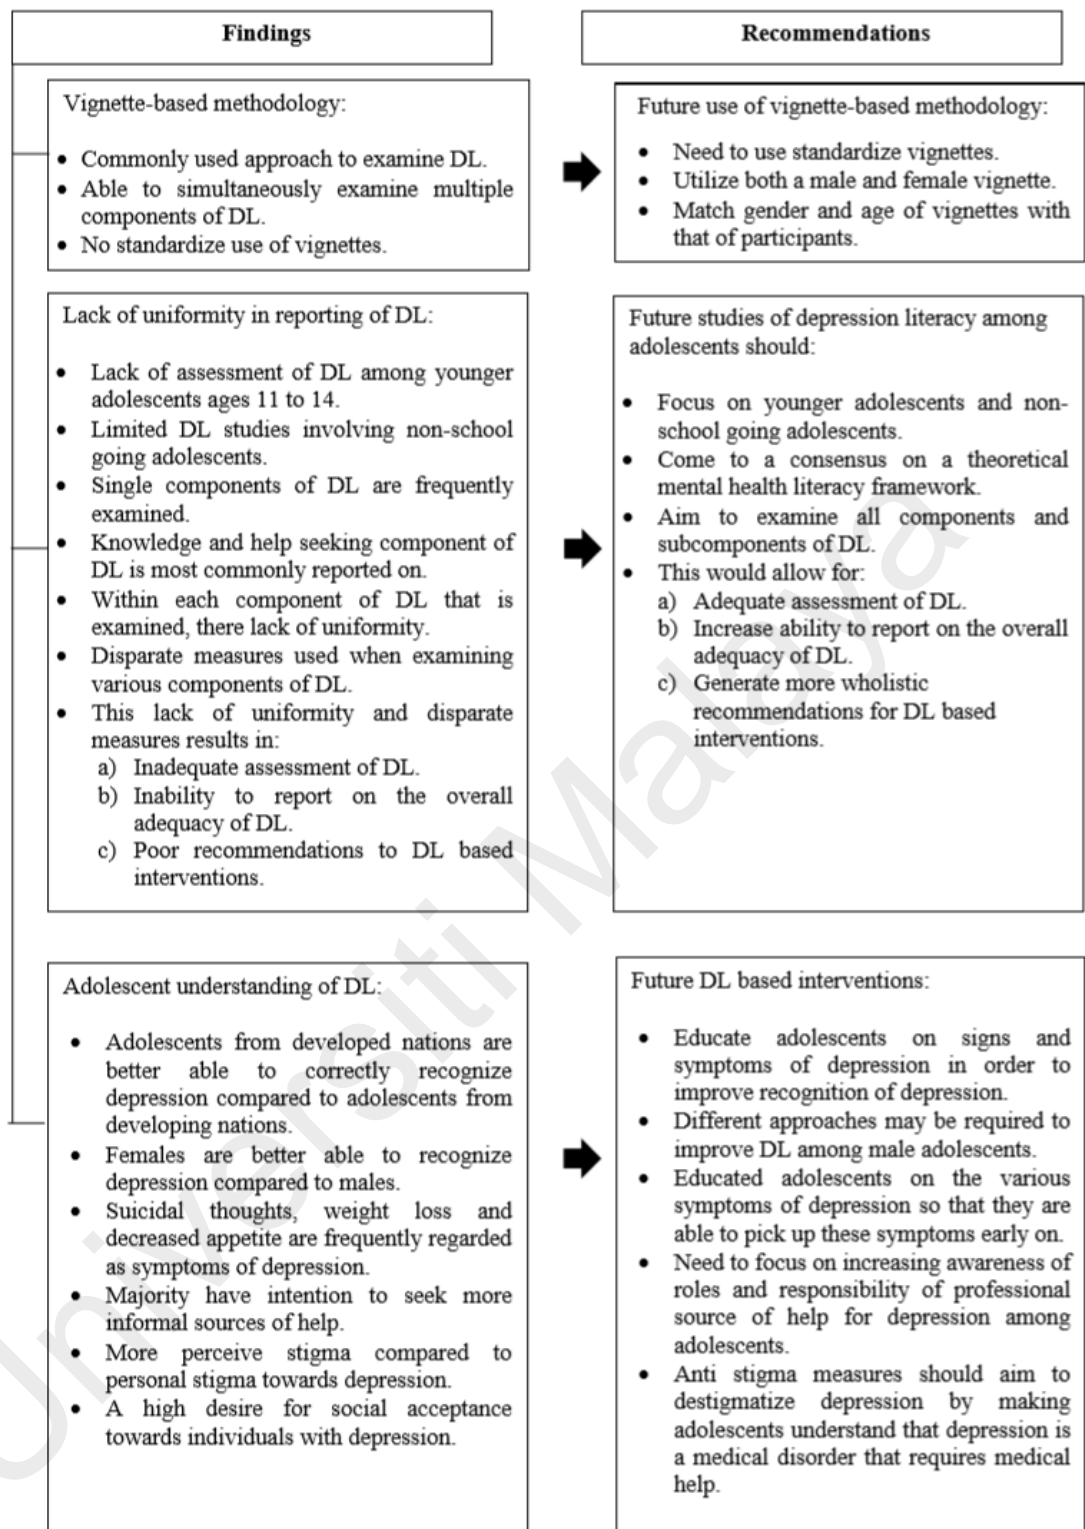 Findings
Recommendations
Vignette-based methodology:
• Commonly used approach to examine DL.
• Able to simultaneously examine multiple
components of DL.
• No standardize use of vignettes.
Future use of vignette-based methodology:
• Need to use standardize vignettes.
• Utilize both a male and female vignette.
• Match gender and age of vignettes with
that of participants.
Lack of uniformity in reporting of DL:
• Lack of assessment of DL among younger
adolescents ages 11 to 14.
• Limited DL studies involving non-school
going adolescents.
• Single components of DL are frequently
examined.
• Knowledge and help seeking component of
DL is most commonly reported on.
• Within each component of DL that is
examined, there lack of uniformity.
• Disparate measures used when examining
various components of DL.
• This lack of uniformity and disparate
measures results in:
a) Inadequate assessment of DL.
b) Inability to report on the overall
adequacy of DL.
c) Poor recommendations to DL based
interventions.
Future studies of depression literacy among
adolescents should:
• Focus on younger adolescents and non-
school going adolescents.
• Come to a consensus on a theoretical
mental health literacy framework.
• Aim to examine all components and
subcomponents of DL.
• This would allow for:
a) Adequate assessment of DL.
b) Increase ability to report on the overall
adequacy of DL.
c) Generate more wholistic
recommendations for DL based
interventions.
Adolescent understanding of DL:
• Adolescents from developed nations are
better able to correctly recognize
depression compared to adolescents from
developing nations.
• Females are better able to recognize
depression compared to males.
• Suicidal thoughts, weight loss and
decreased appetite are frequently regarded
as symptoms of depression.
• Majority have intention to seek more
informal sources of help.
• More perceive stigma compared to
personal stigma towards depression.
• A high desire for social acceptance
towards individuals with depression.
Future DL based interventions:
• Educate adolescents on signs and
symptoms of depression in order to
improve recognition of depression.
• Different approaches may be required to
improve DL among male adolescents.
• Educated adolescents on the various
symptoms of depression so that they are
able to pick up these symptoms early on.
• Need to focus on increasing awareness of
roles and responsibility of professional
source of help for depression among
adolescents.
• Anti stigma measures should aim to
destigmatize depression by making
adolescents understand that depression is
a medical disorder that requires medical
help.
Universiti Malaya